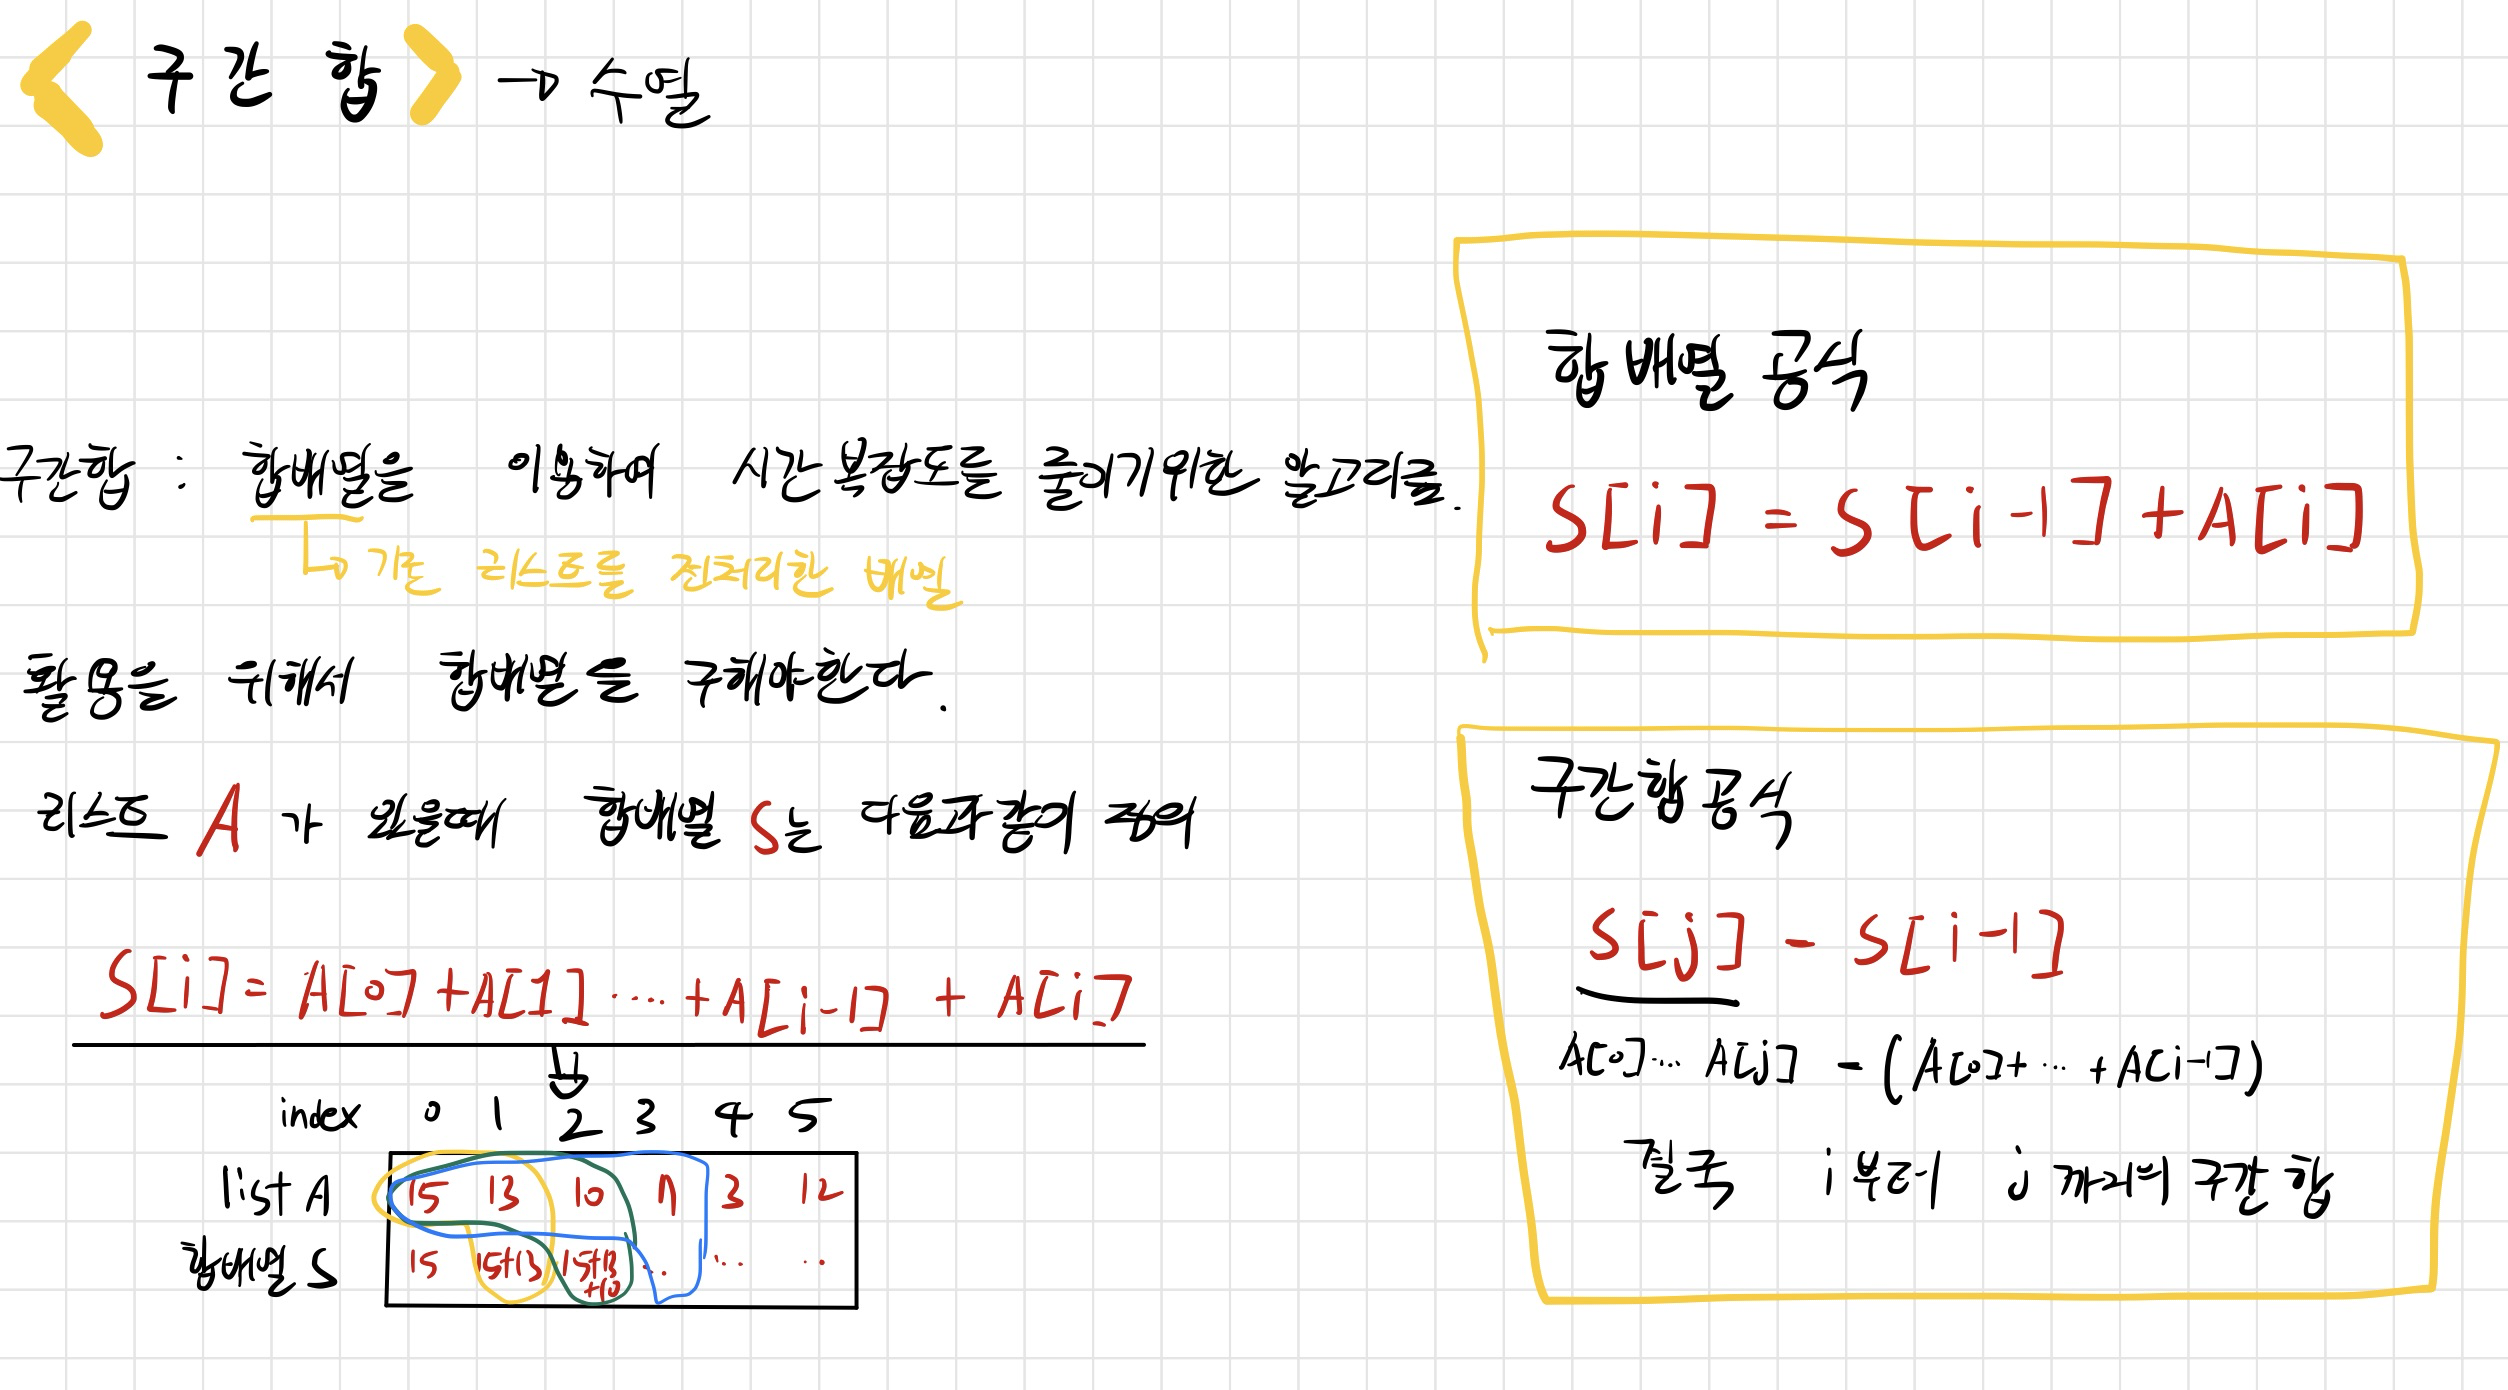 < 구간 합 > → 수열
구간합 : 합배열을 이용하여 시간 복잡도를 줄이기위한 알고리즘.
↳ 기존 리스트를 전처리한 배열
활용을 위해서 합배열을 구해야한다.
리스트 A 가 있을때 합배열 S는 다음과 같이 정의
S[i] = A[0] + A[1] ... + A[i-1] + A[i]
index 0 1 2 3 4 5
list A 15 13 10 7 3 12
합배열 S 15 15+13 15+13+10 ... ... ..
합 배열 공식
S[i] = S[i-1] + A[i]
구간 합 공식
S[j] - S[i-1]
A[0]... A[j] - (A[0]+ ... +A[i-1])
결국 i부터 j 까지의 구간 합